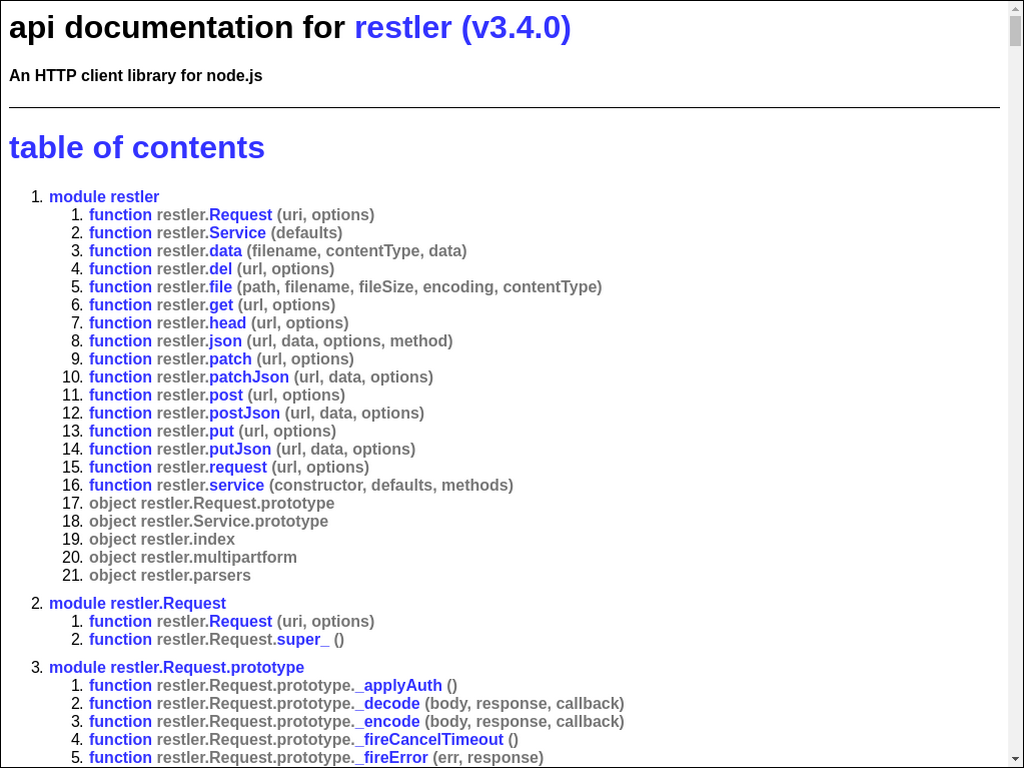 api documentation for restler (v3.4.0)
An HTTP client library for node.js
table of contents
1. module restler
1. function restler.Request (uri, options)
2. function restler.Service (defaults)
3. function restler.data (filename, contentType, data)
4. function restler.del (url, options)
5. function restler.file (path, filename, fileSize, encoding, contentType)
6. function restler.get (url, options)
7. function restler.head (url, options)
8. function restler.json (url, data, options, method)
9. function restler.patch (url, options)
10. function restler.patchJson (url, data, options)
11. function restler.post (url, options)
12. function restler.postJson (url, data, options)
13. function restler.put (url, options)
14. function restler.putJson (url, data, options)
15. function restler.request (url, options)
16. function restler.service (constructor, defaults, methods)
17. object restler.Request.prototype
18. object restler.Service.prototype
19. object restler.index
20. object restler.multipartform
21. object restler.parsers
2. module restler.Request
1. function restler.Request (uri, options)
2. function restler.Request.super_ ()
3. module restler.Request.prototype
1. function restler.Request.prototype._applyAuth ()
2. function restler.Request.prototype._decode (body, response, callback)
3. function restler.Request.prototype._encode (body, response, callback)
4. function restler.Request.prototype._fireCancelTimeout ()
5. function restler.Request.prototype._fireError (err, response)